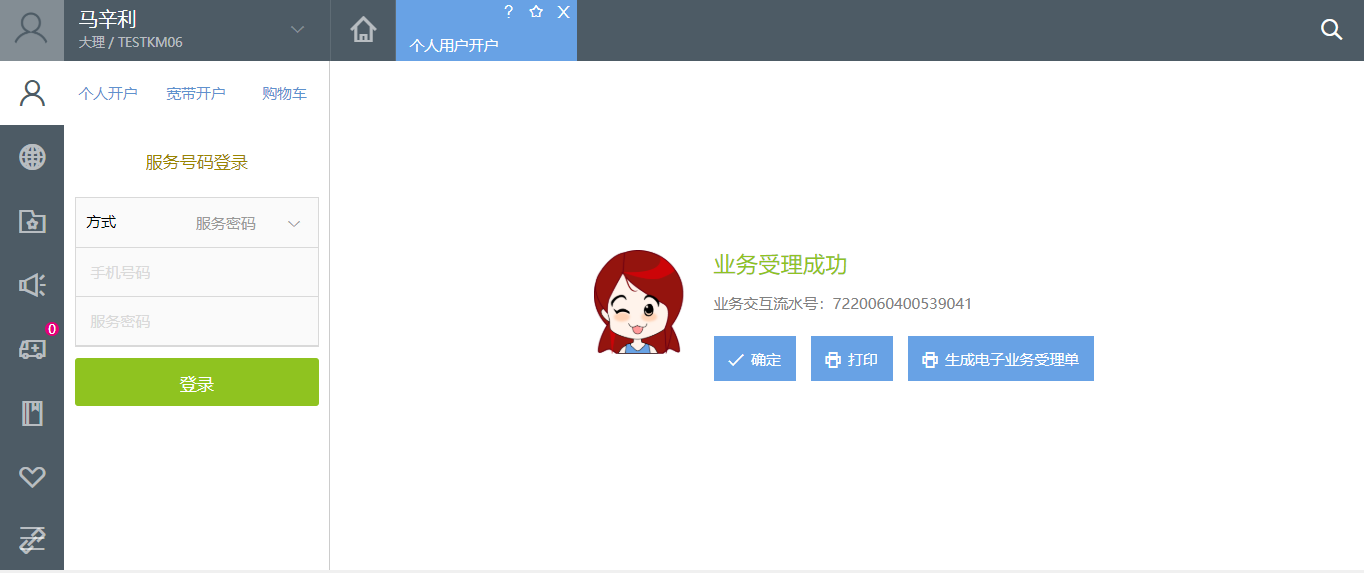 马辛利
大理 / TESTKM06
? X
个人用户开户
个人开户 宽带开户 购物车
服务号码登录
方式 服务密码
手机号码
服务密码
登录
0
业务受理成功
业务交互流水号：7220060400539041
确定 打印 生成电子业务受理单